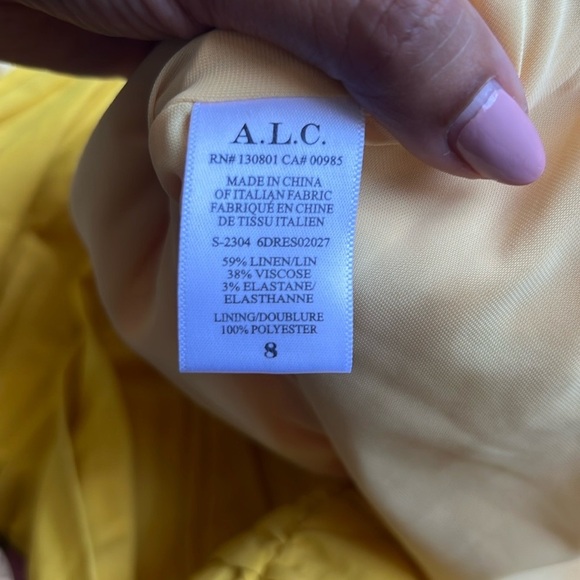 A.L.C.
RN# 130801 CA# 00985
MADE IN CHINA
OF ITALIAN FABRIC
FABRIQUÉ EN CHINE
DE TISSU ITALIEN
S-2304 6DRES02027
59% LINEN/LIN
38% VISCOSE
3% ELASTANE/
ELASTHANNE
LINING/DOUBLURE
100% POLYESTER
8